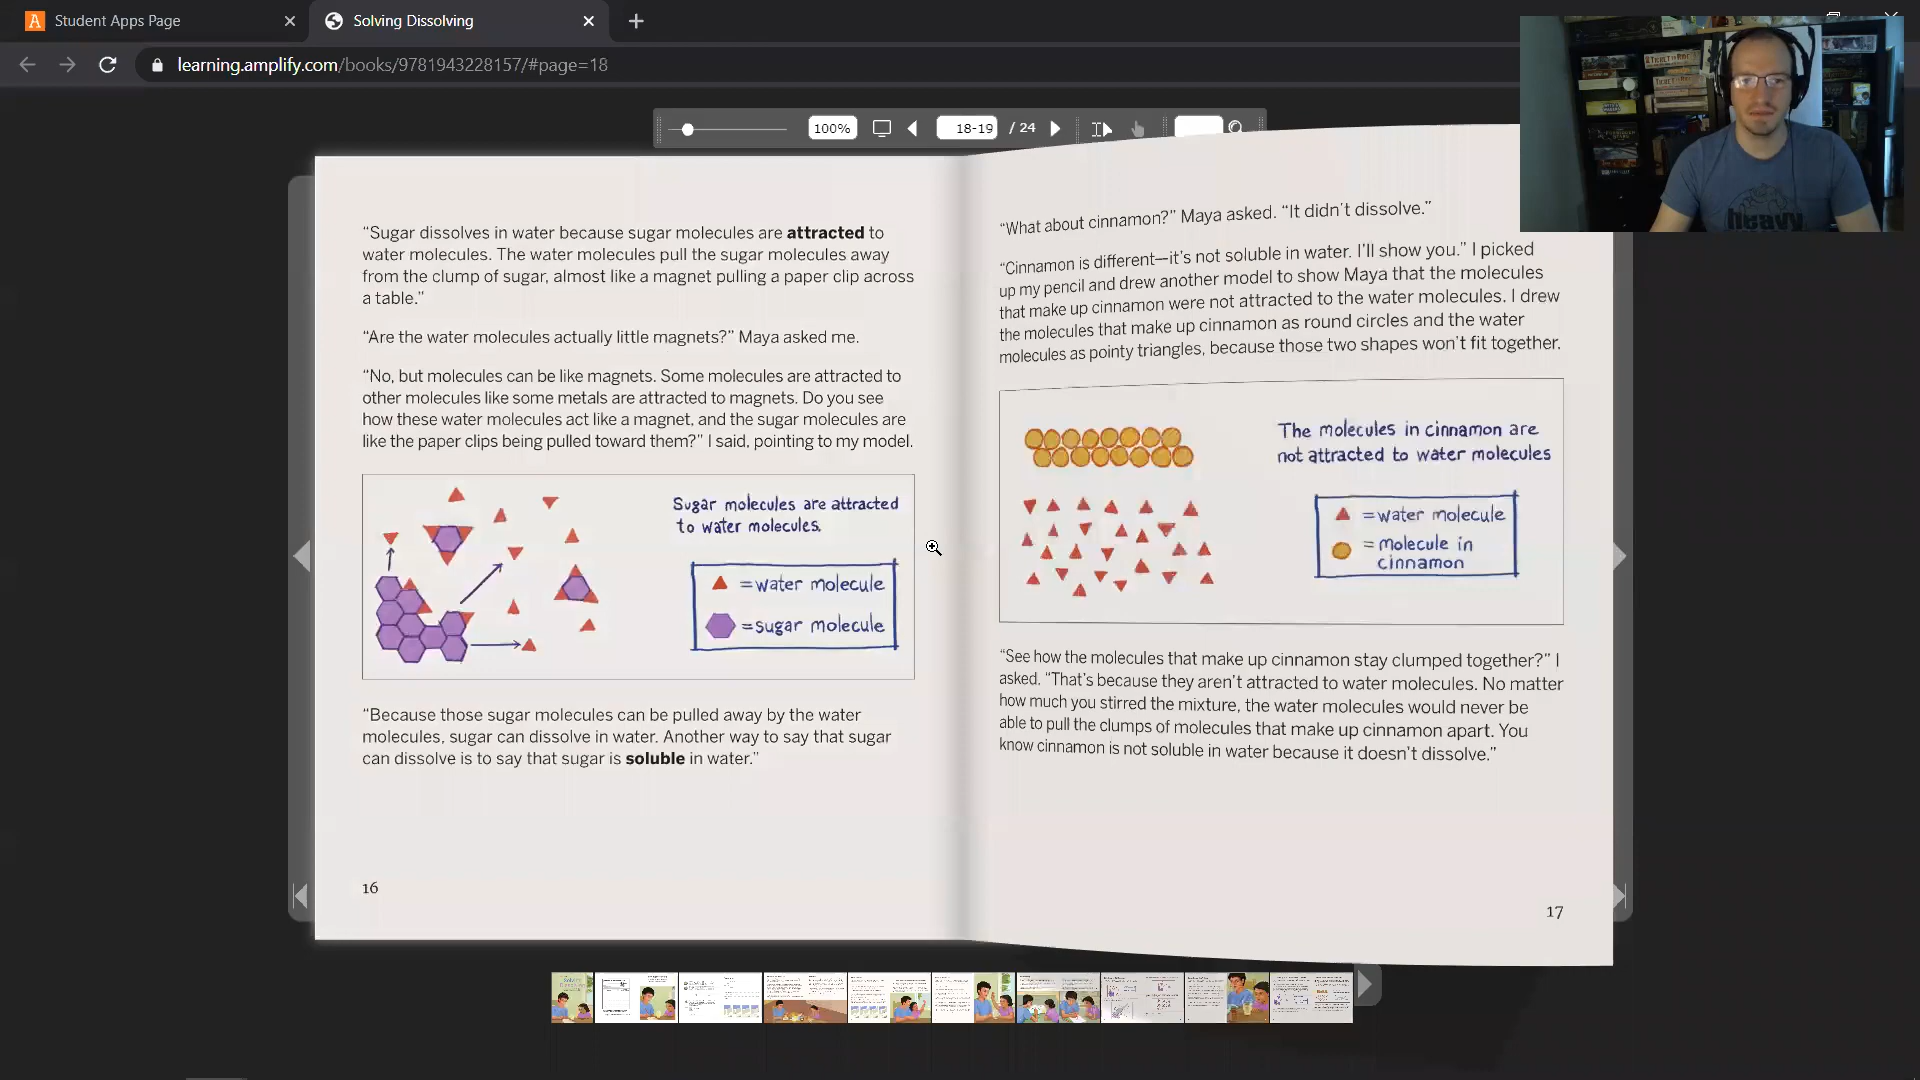 Student Apps Page
Solving Dissolving
learning.amplify.com/books/9781943228157/#page=18
100%
18-19 / 24
“Sugar dissolves in water because sugar molecules are attracted to
water molecules. The water molecules pull the sugar molecules away
from the clump of sugar, almost like a magnet pulling a paper clip across
a table.”
“Are the water molecules actually little magnets?” Maya asked me.
“No, but molecules can be like magnets. Some molecules are attracted to
other molecules like some metals are attracted to magnets. Do you see
how these water molecules act like a magnet, and the sugar molecules are
like the paper clips being pulled toward them?” I said, pointing to my model.
Sugar molecules are attracted
to water molecules.
=water molecule
=sugar molecule
“Because those sugar molecules can be pulled away by the water
molecules, sugar can dissolve in water. Another way to say that sugar
can dissolve is to say that sugar is soluble in water.”
16
“What about cinnamon?” Maya asked. “It didn’t dissolve.”
“Cinnamon is different—it’s not soluble in water. I’ll show you.” I picked
up my pencil and drew another model to show Maya that the molecules
that make up cinnamon were not attracted to the water molecules. I drew
the molecules that make up cinnamon as round circles and the water
molecules as pointy triangles, because those two shapes won’t fit together.
The molecules in cinnamon are
not attracted to water molecules
=water molecule
=molecule in
cinnamon
“See how the molecules that make up cinnamon stay clumped together?” I
asked. “That’s because they aren’t attracted to water molecules. No matter
how much you stirred the mixture, the water molecules would never be
able to pull the clumps of molecules that make up cinnamon apart. You
know cinnamon is not soluble in water because it doesn’t dissolve.”
17
heavy